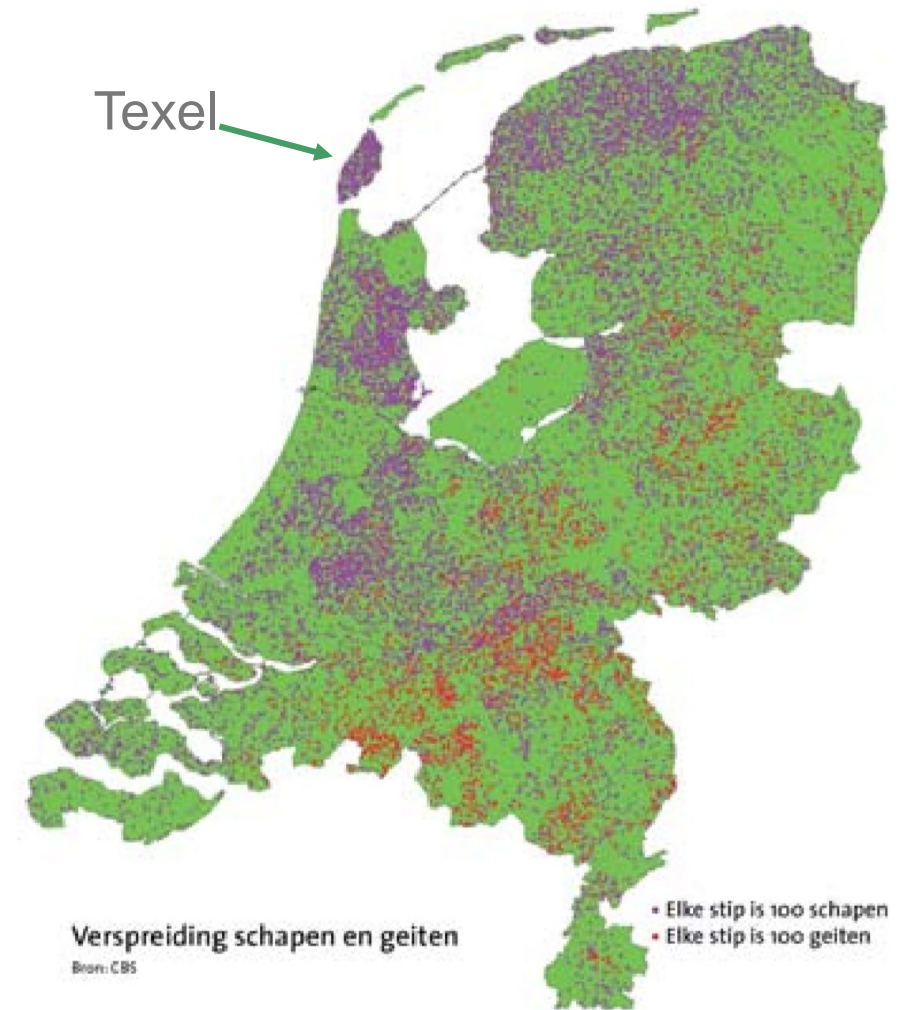 Texel
Verspreiding schapen en geiten
Bron: CBS
Elke stip is 100 schapen
Elke stip is 100 geiten